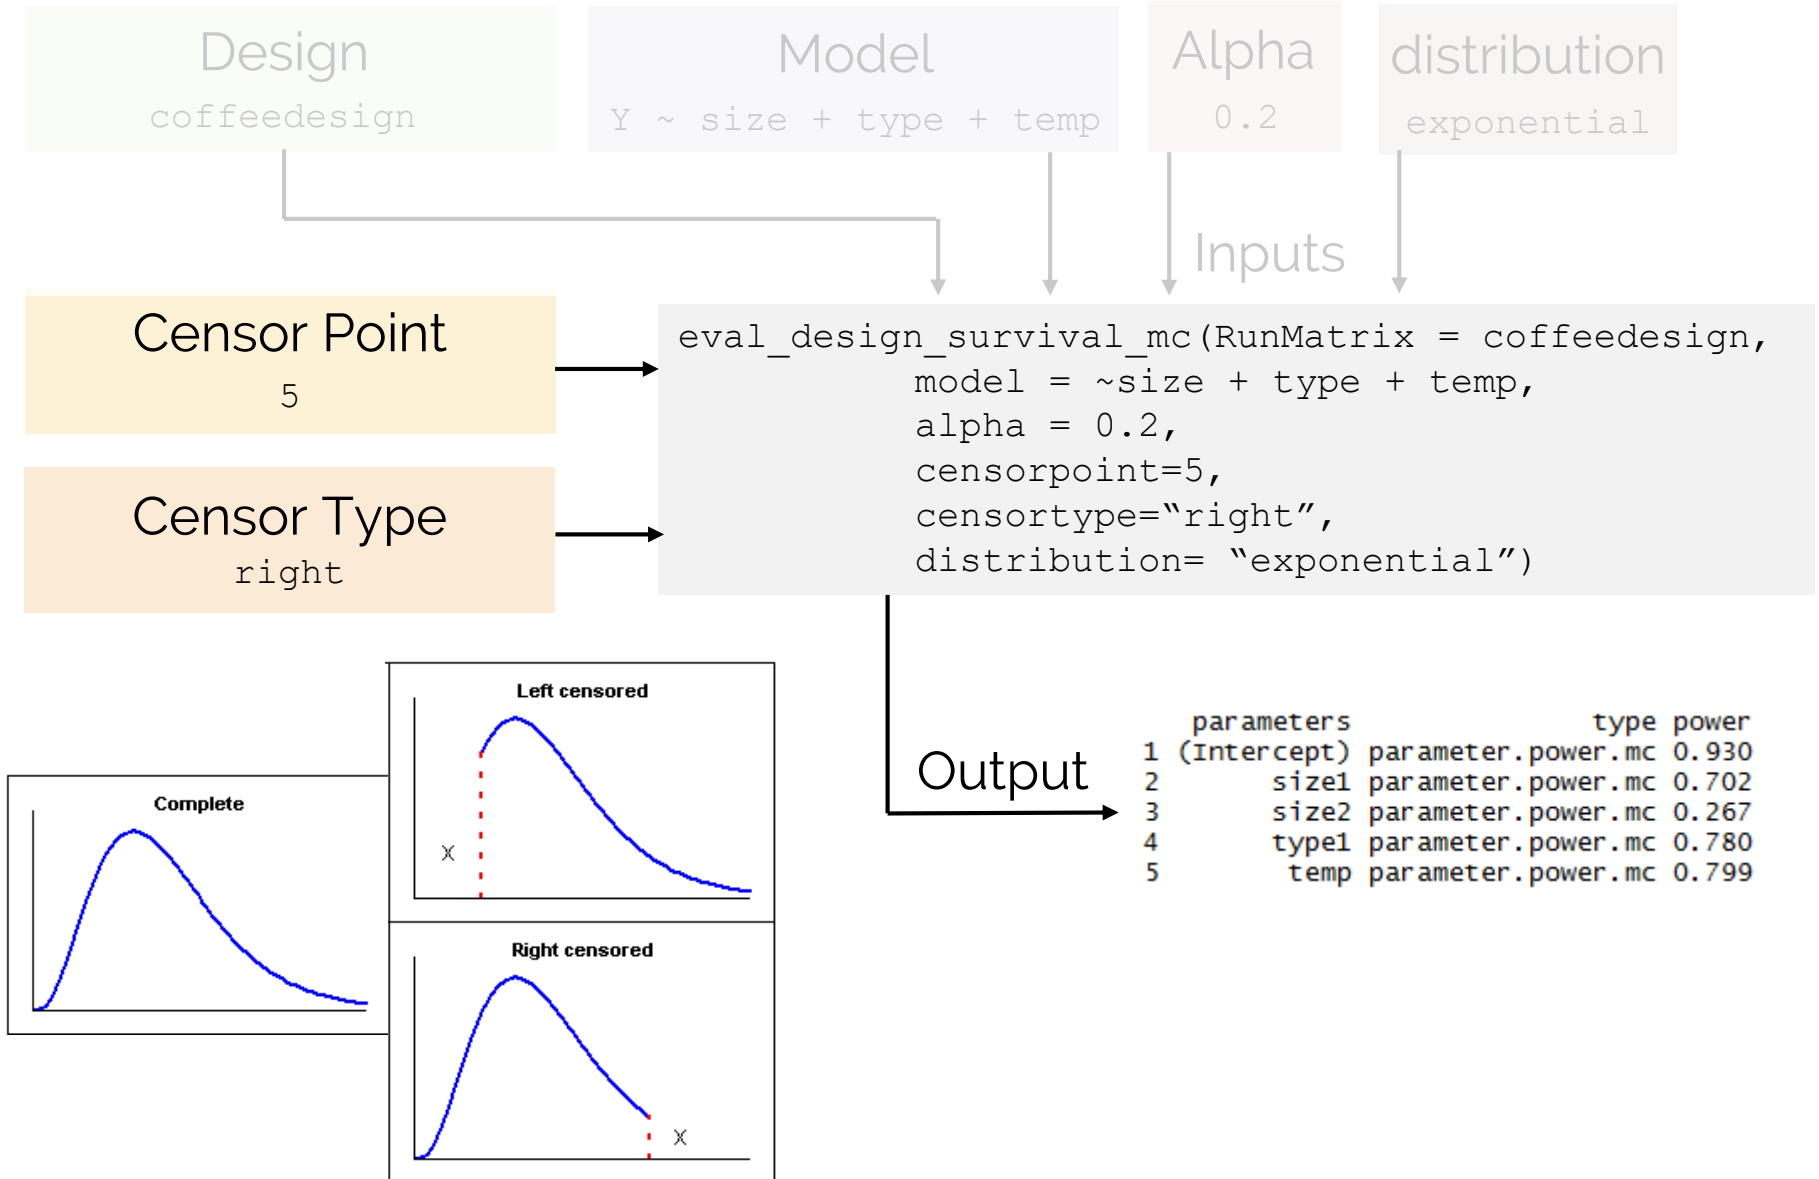 Design
coffeedesign
Model
Y ~ size + type + temp
Alpha
0.2
distribution
exponential
Inputs
Censor Point
5
Censor Type
right
eval_design_survival_mc(RunMatrix = coffeedesign,
model = ~size + type + temp,
alpha = 0.2,
censorpoint=5,
censortype=“right”,
distribution= “exponential”)
Complete
Left censored
X
Right censored
X
Output
parameters type power
1 (Intercept) parameter.power.mc 0.930
2 size1 parameter.power.mc 0.702
3 size2 parameter.power.mc 0.267
4 type1 parameter.power.mc 0.780
5 temp parameter.power.mc 0.799